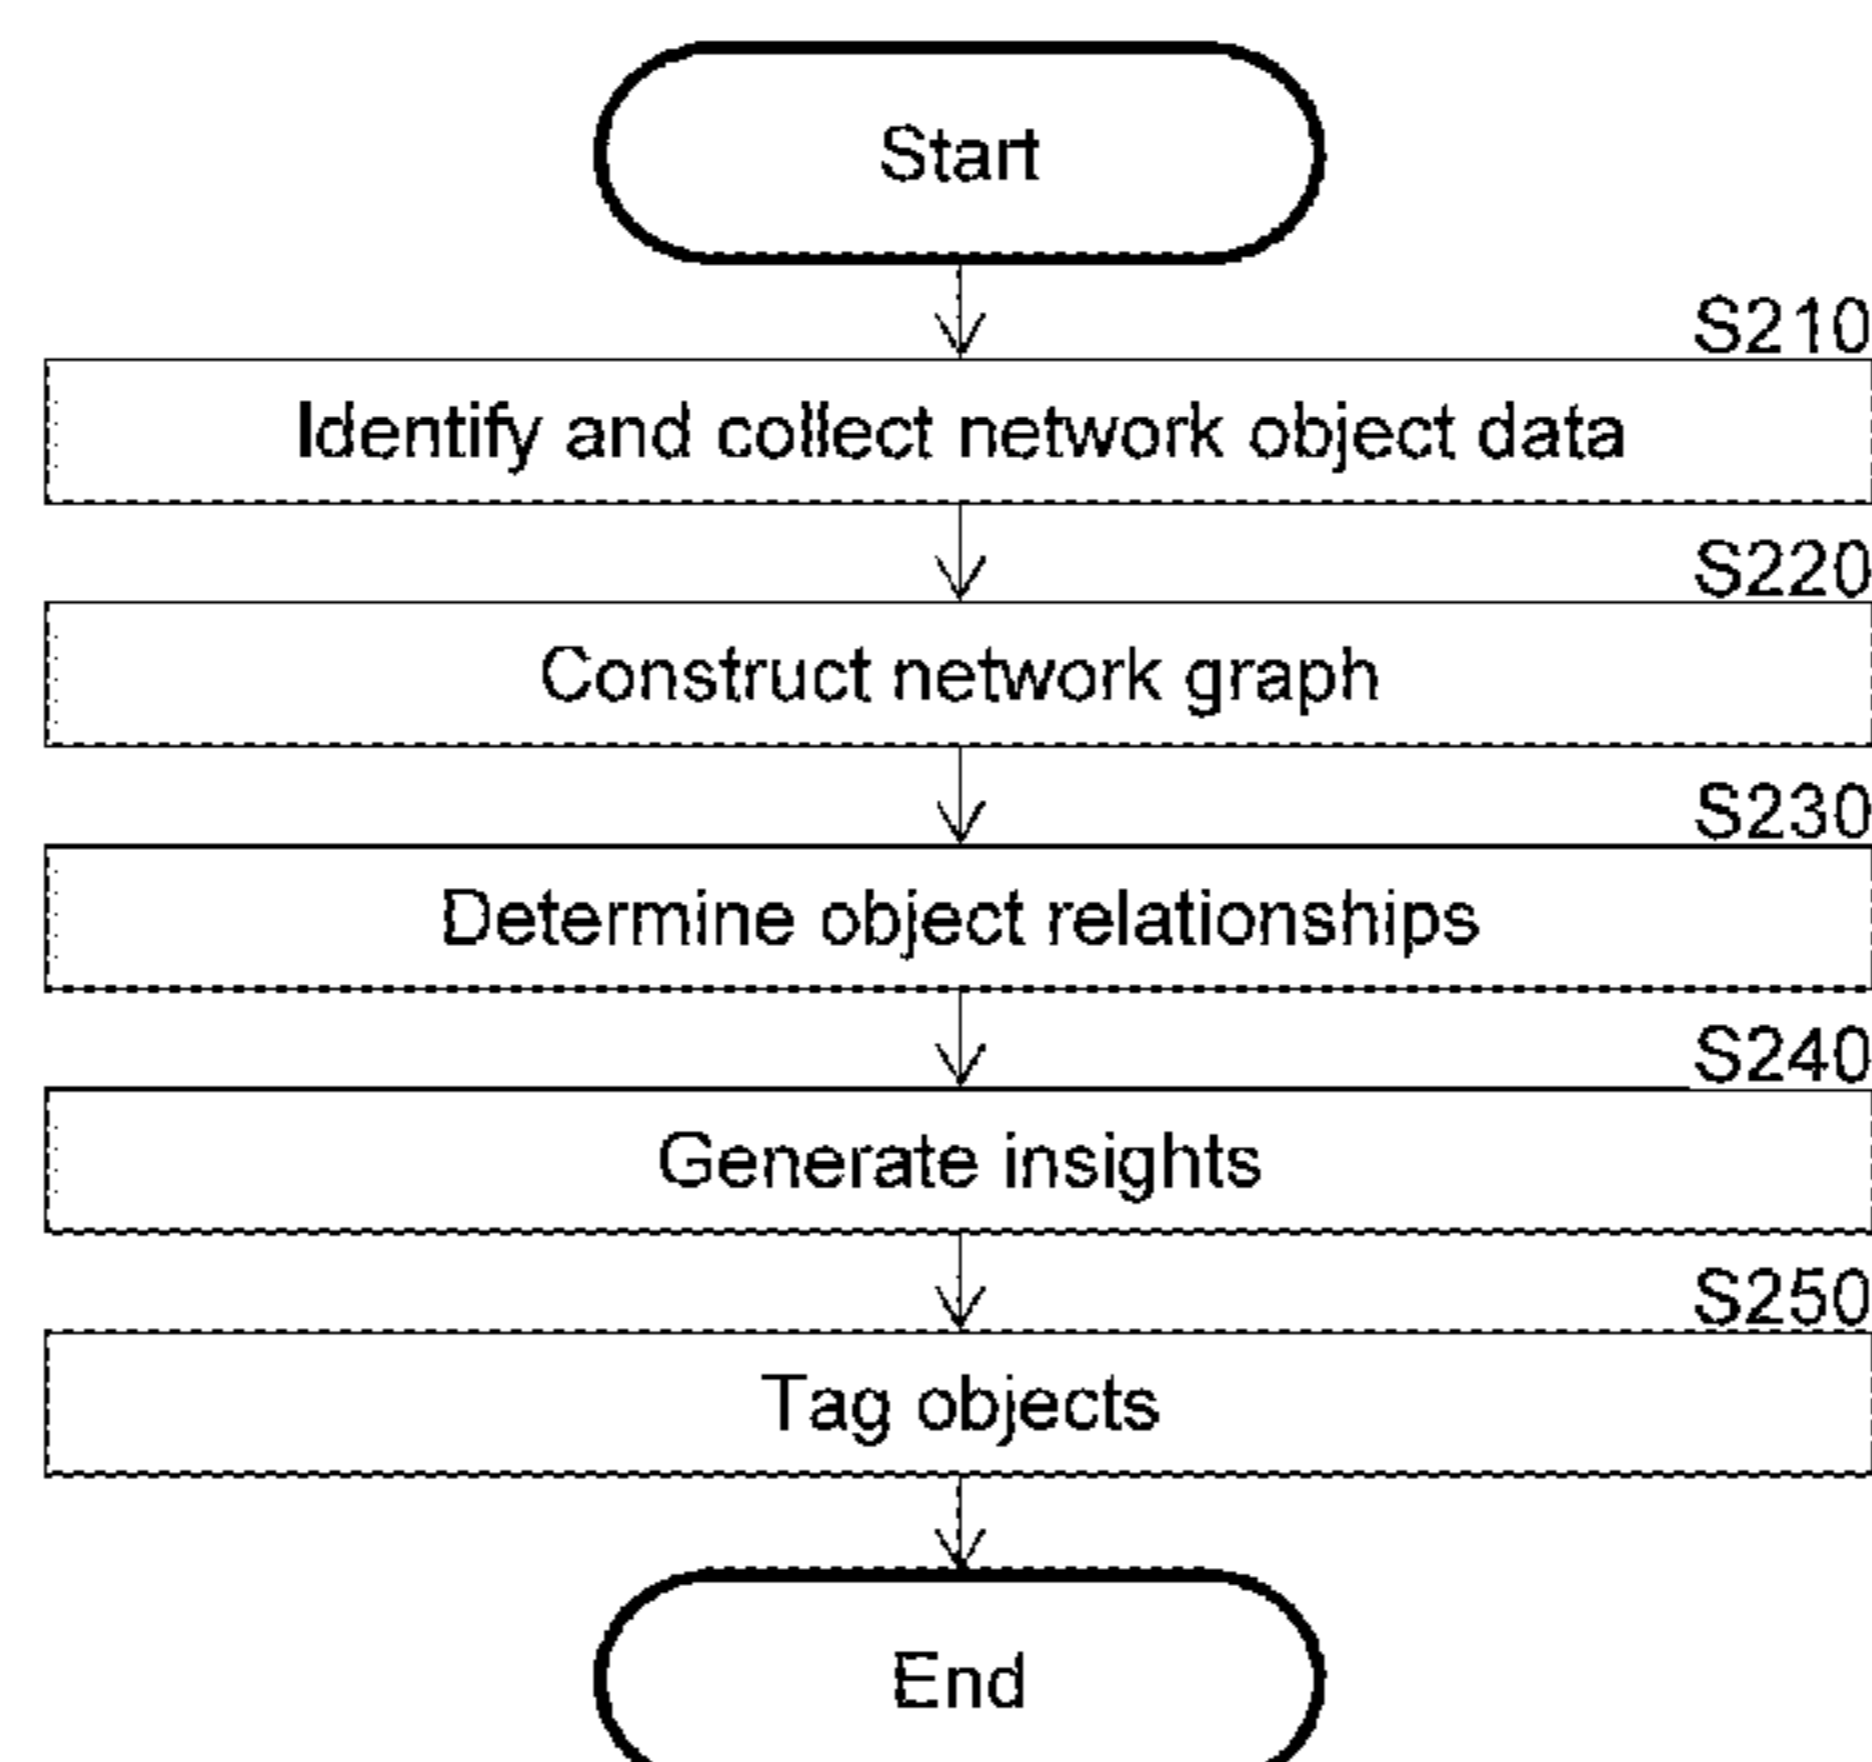 Start
S210
Identify and collect network object data
S220
Construct network graph
S230
Determine object relationships
S240
Generate insights
S250
Tag objects
End